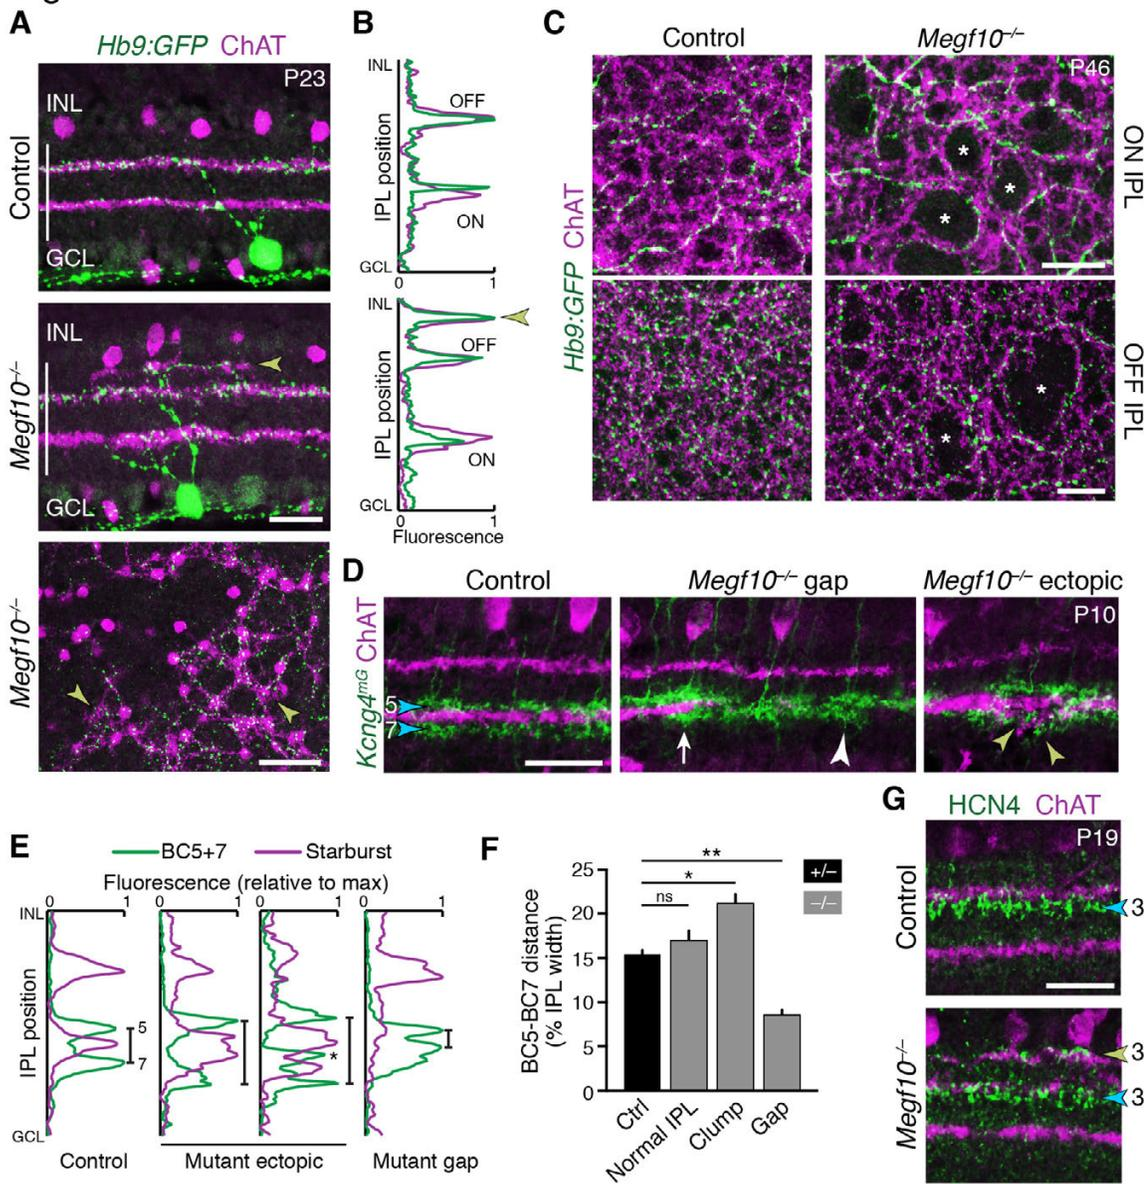 A
Hb9:GFP ChAT
Control
P23
INL
GCL
Megf10–/–
INL
GCL
Megf10–/–
B
INL
OFF
IPL position
ON
GCL
0 1
INL
OFF
IPL position
ON
GCL
0 1
Fluorescence
C
Control Megf10–/–
P46
Hb9:GFP ChAT
ON IPL
OFF IPL
*
*
*
*
*
D
Control Megf10–/– gap Megf10–/– ectopic
P10
Kcng4mG ChAT
5
7
E
BC5+7 Starburst
Fluorescence (relative to max)
0 1 0 1 0 1 0 1
INL
IPL position
5
7
*
GCL
Control Mutant ectopic Mutant gap
F
BC5-BC7 distance
(% IPL width)
25
20
15
10
5
0
**
*
ns
+/–
–/–
Ctrl
Normal IPL
Clump
Gap
G
HCN4 ChAT
P19
Control
3
Megf10–/–
3
3